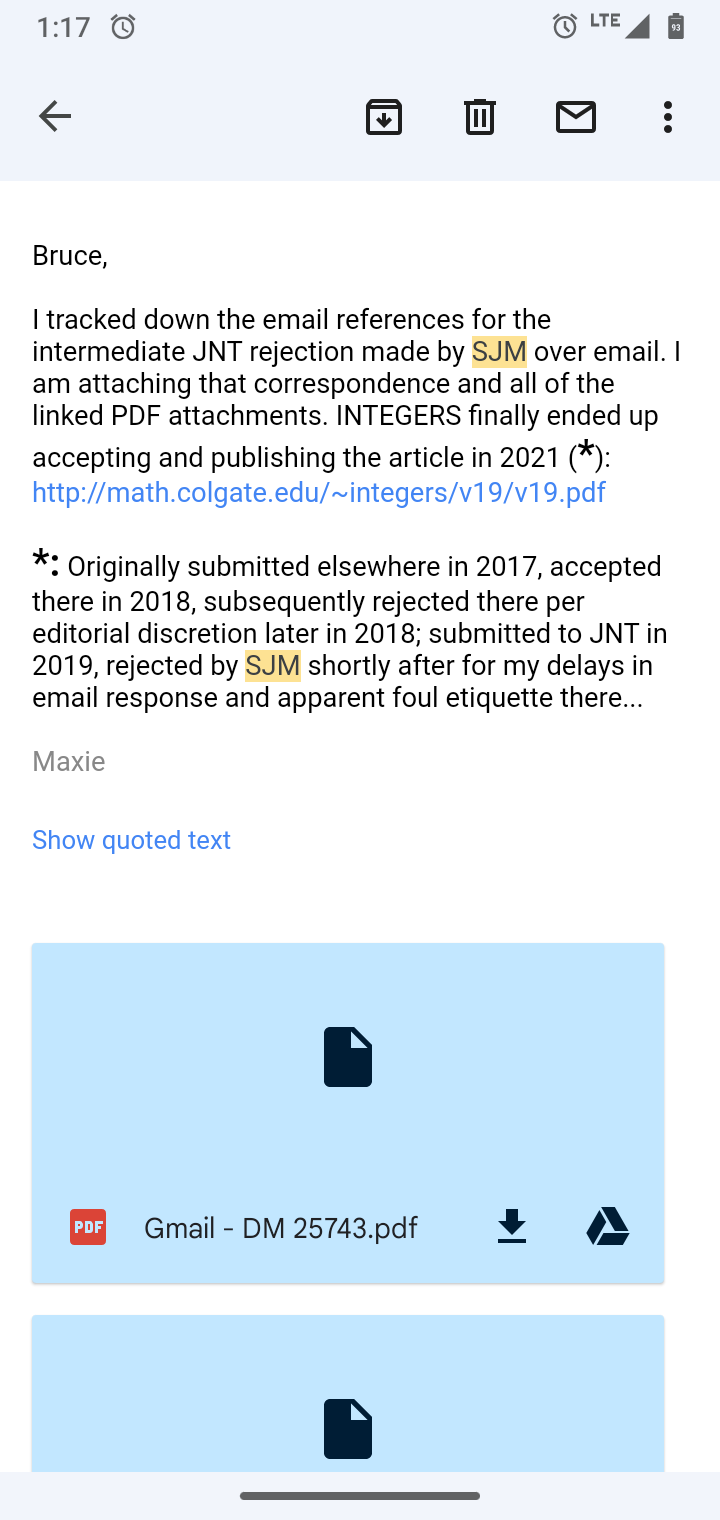 1:17
LTE
93
Bruce,
I tracked down the email references for the
intermediate JNT rejection made by SJM over email. I
am attaching that correspondence and all of the
linked PDF attachments. INTEGERS finally ended up
accepting and publishing the article in 2021 (*):
http://math.colgate.edu/~integers/v19/v19.pdf
*: Originally submitted elsewhere in 2017, accepted
there in 2018, subsequently rejected there per
editorial discretion later in 2018; submitted to JNT in
2019, rejected by SJM shortly after for my delays in
email response and apparent foul etiquette there...
Maxie
Show quoted text
PDF
Gmail - DM 25743.pdf